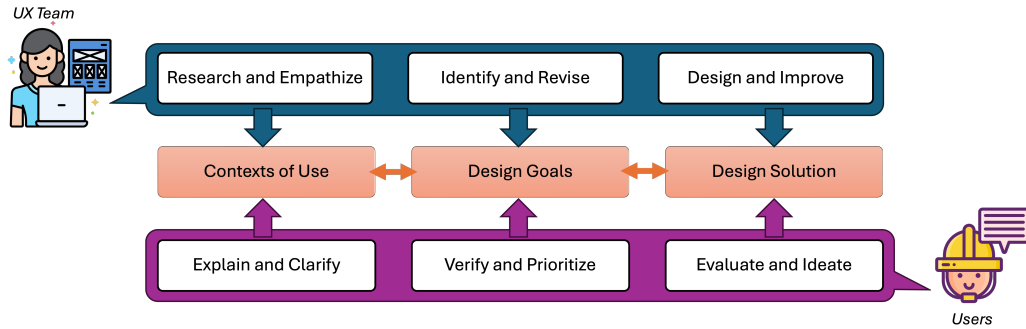 UX Team
Research and Empathize
Identify and Revise
Design and Improve
Contexts of Use
Design Goals
Design Solution
Explain and Clarify
Verify and Prioritize
Evaluate and Ideate
Users